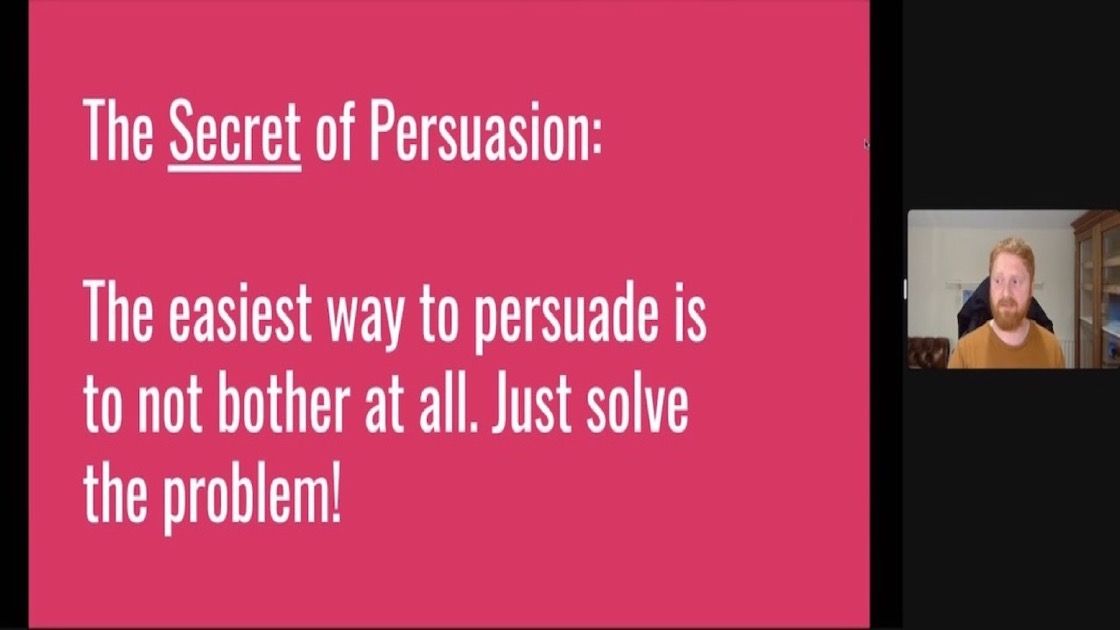 The Secret of Persuasion:
The easiest way to persuade is
to not bother at all. Just solve
the problem!